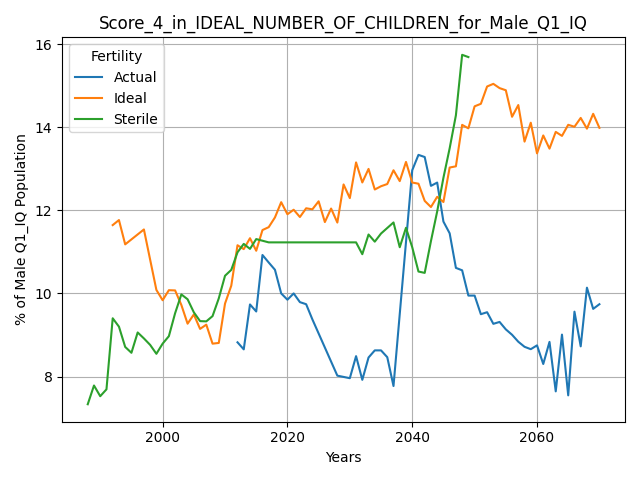 Score_4_in_IDEAL_NUMBER_OF_CHILDREN_for_Male_Q1_IQ
Fertility
Actual
Ideal
Sterile
16
14
12
10
8
% of Male Q1_IQ Population
2000
2020
2040
2060
Years